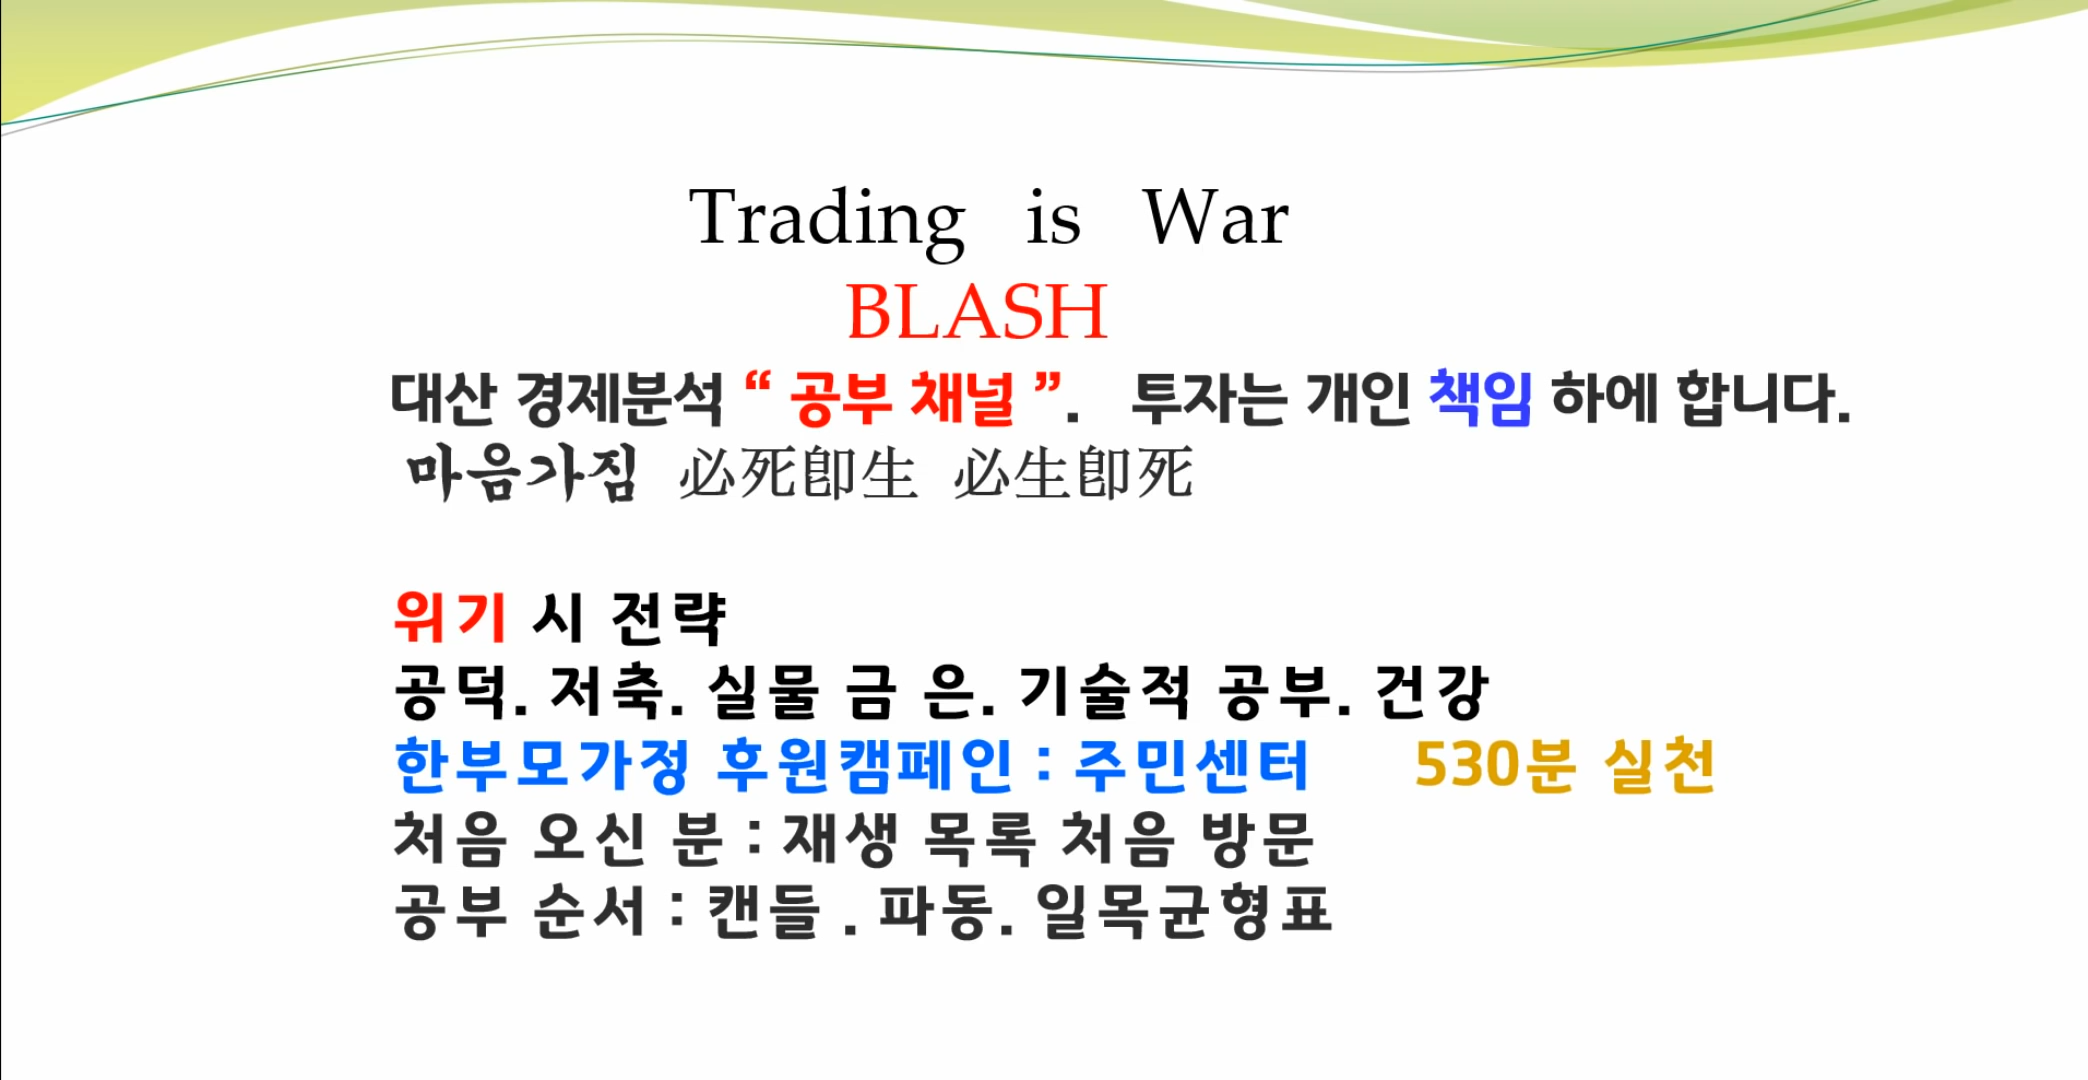 Trading is War
BLASH
대산 경제분석 “ 공부 채널 ”. 투자는 개인 책임 하에 합니다.
마음가짐 必死卽生 必生卽死
위기 시 전략
공덕. 저축. 실물 금 은. 기술적 공부. 건강
한부모가정 후원캠페인 : 주민센터 530분 실천
처음 오신 분 : 재생 목록 처음 방문
공부 순서 : 캔들 . 파동. 일목균형표